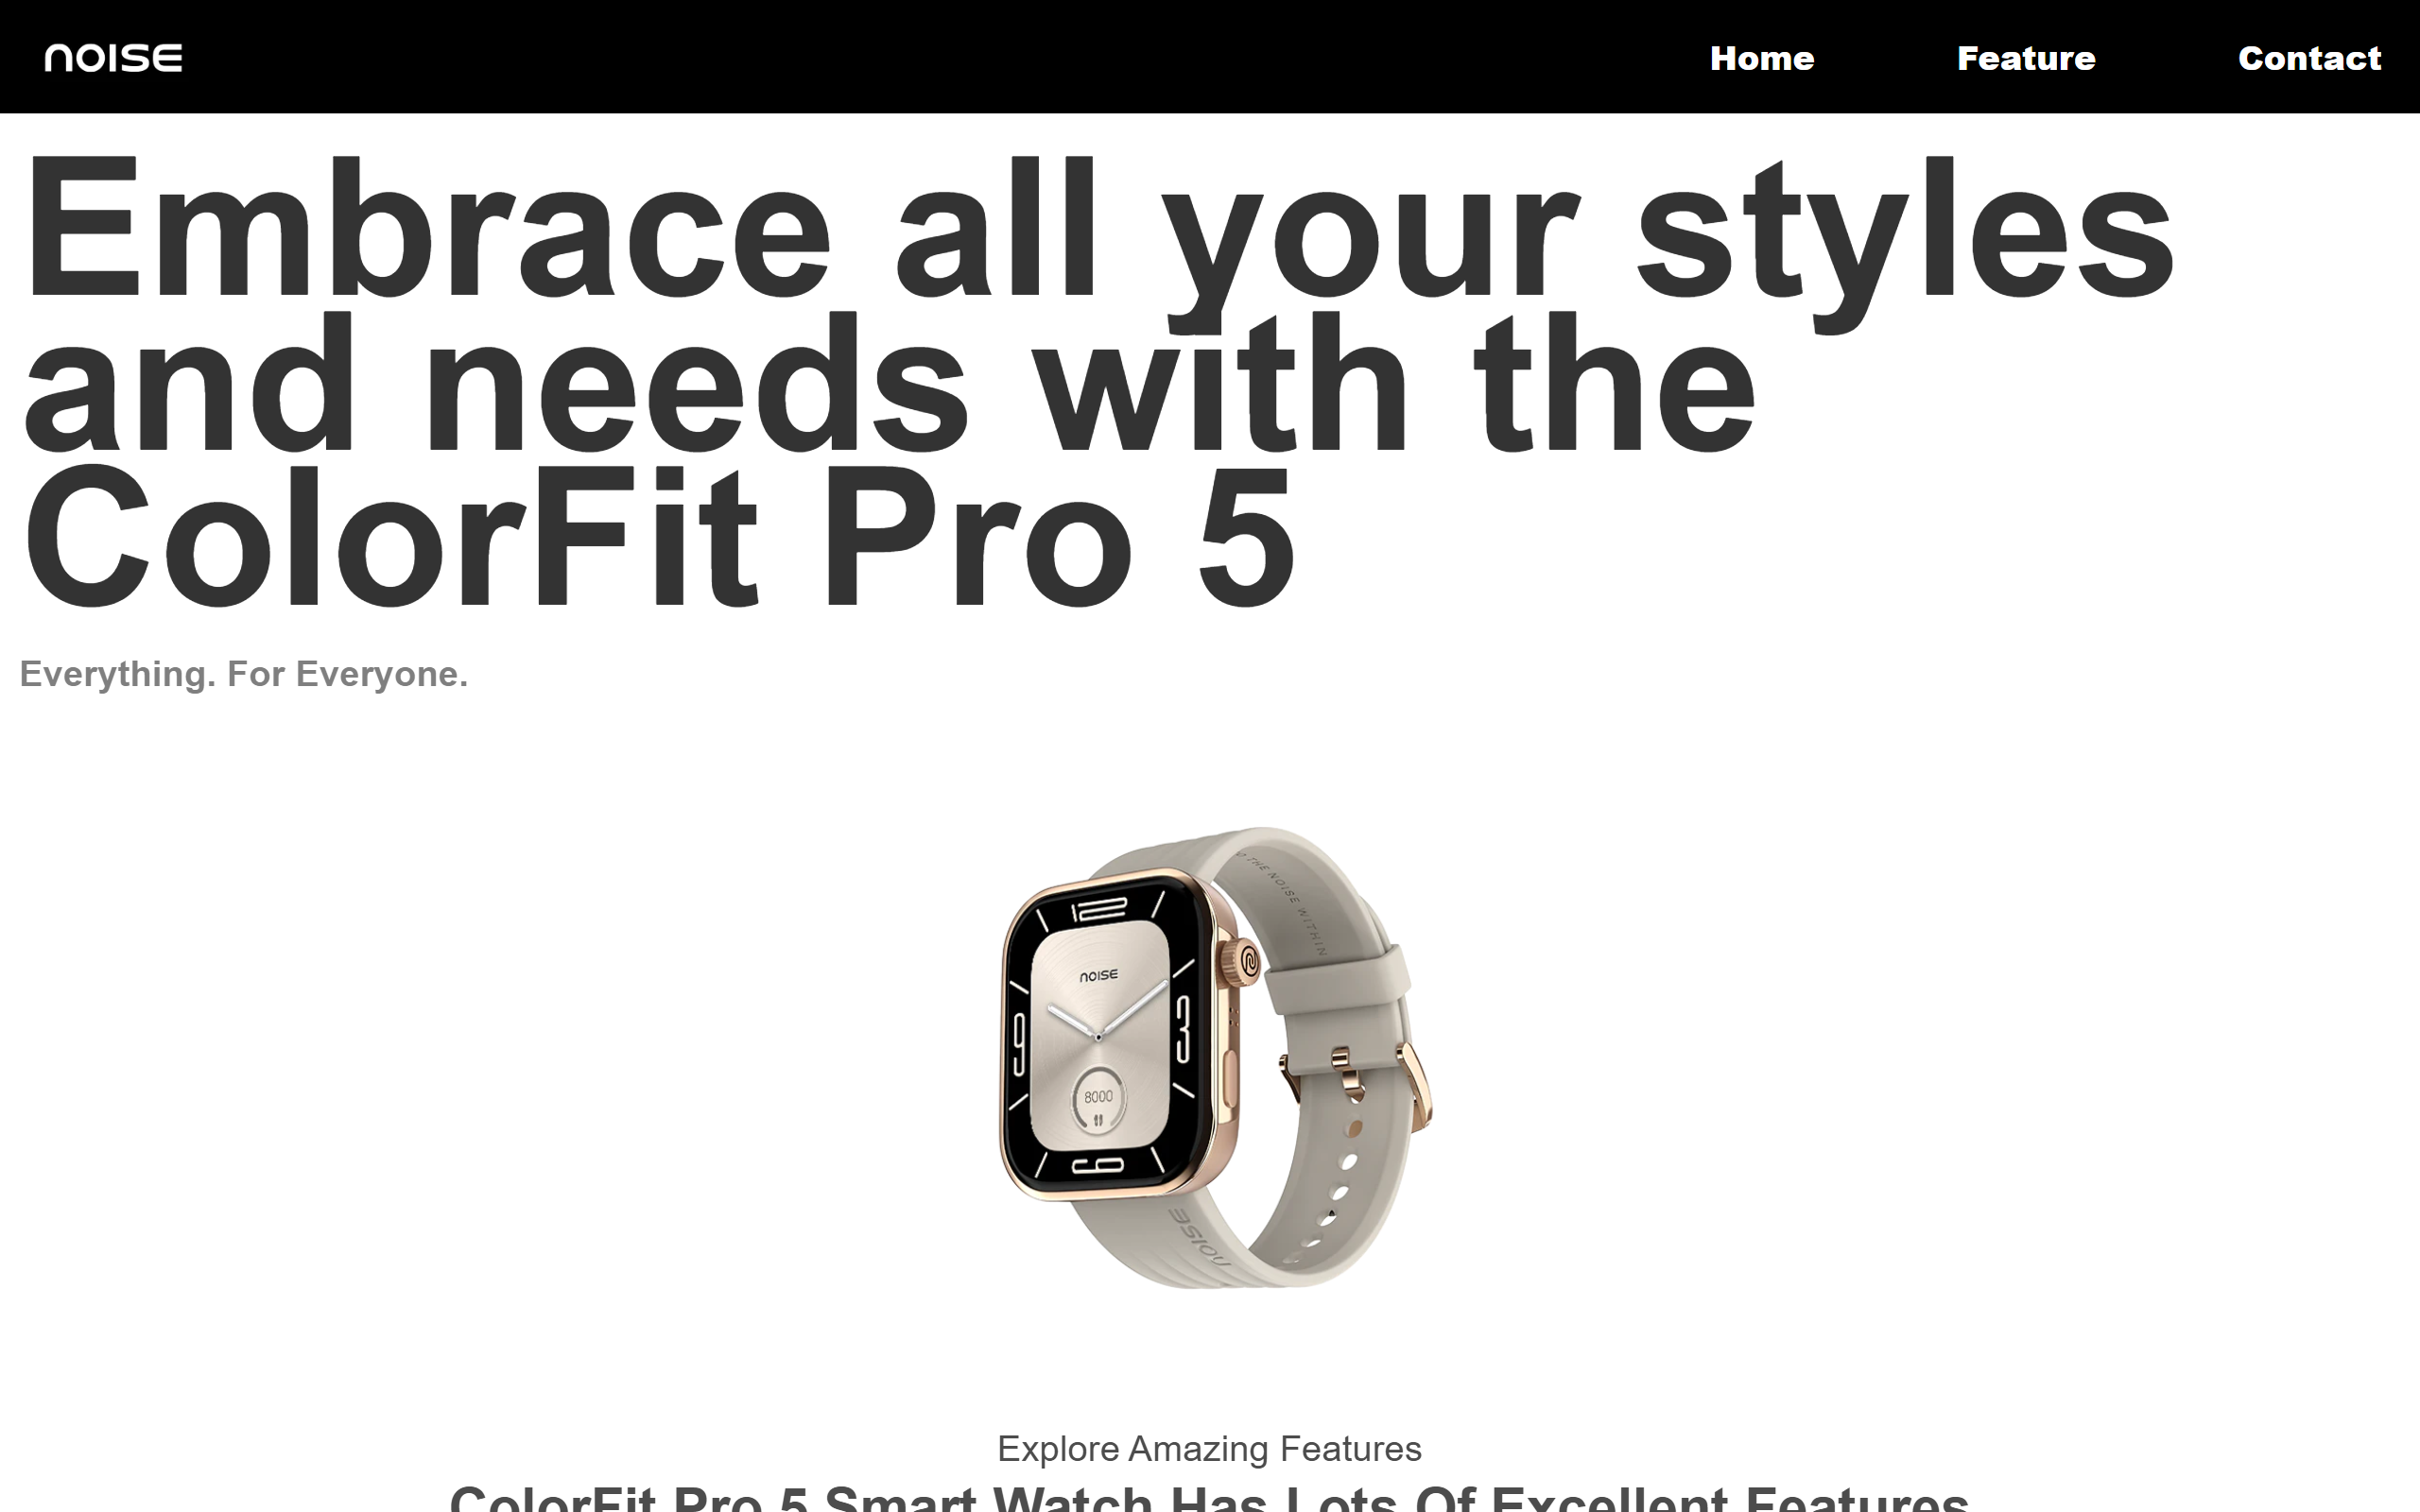 NOISE
Home
Feature
Contact
Embrace all your styles
and needs with the
ColorFit Pro 5
Everything. For Everyone.
TO THE NOISE WITHIN
12
NOISE
9
3
8000
6
NOISE
Explore Amazing Features
ColorFit Pro 5 Smart Watch Has Lots Of Excellent Features